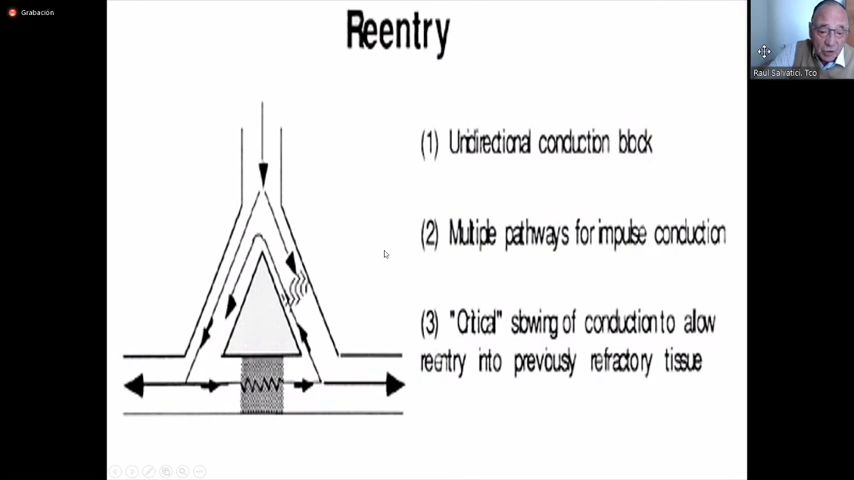 Grabación
Reentry
Raul Salvatici. Tco
(1) Unidirectional conduction block
(2) Multiple pathways for impulse conduction
(3) "Critical" slowing of conduction to allow
reentry into previously refractory tissue